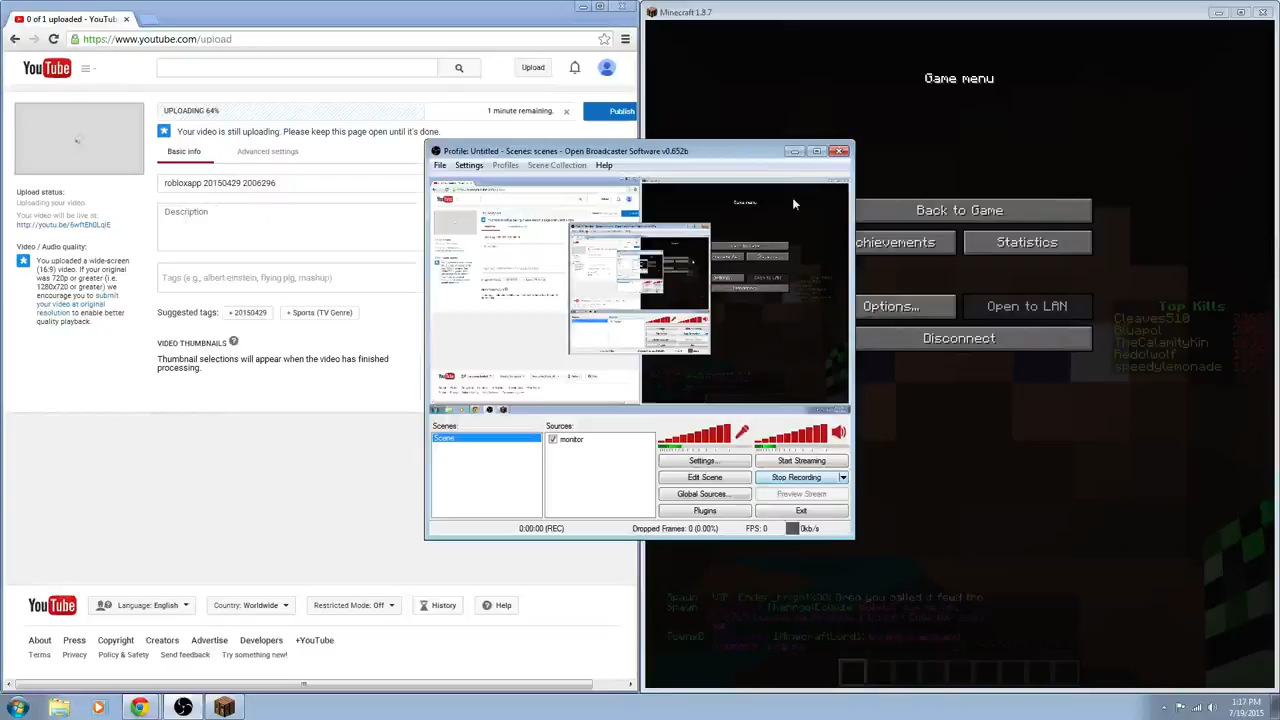 0 of 1 uploaded - YouTub
https://www.youtube.com/upload
YouTube
Upload
UPLOADING 64%
1 minute remaining.
Publish
Your video is still uploading. Please keep this page open until it's done.
Basic info
Advanced settings
robloxapp 20150429 2006296
Description
Tags (e.g., albert einstein, flying pig, mashup)
Suggested tags:
+ 20150429
+ Sports (TV Genre)
VIDEO THUMBNAILS
Thumbnail selections will appear when the video has finished
processing.
Upload status:
Uploading your video.
Your video will be live at:
Video / Audio quality:
You uploaded a wide-screen
(16:9) video. If your original
was 720p or greater (i.e.
1280x720 or greater) we
encourage you to submit
your video at original
resolution to enable better
quality playback.
YouTube
Language: English
Country: Worldwide
Restricted Mode: Off
History
Help
About
Press
Copyright
Creators
Advertise
Developers
+YouTube
Terms
Privacy
Policy & Safety
Send feedback
Try something new!
Profile: Untitled - Scenes: scenes - Open Broadcaster Software v0.652b
File
Settings
Profiles
Scene Collection
Help
Game menu
Scenes:
Scene
Sources:
monitor
Settings...
Start Streaming
Edit Scene
Stop Recording
Global Sources...
Preview Stream
Plugins
Exit
0:00:00 (REC)
Dropped Frames: 0 (0.00%)
FPS: 0
0kb/s
Minecraft 1.8.7
Game menu
Back to Game
chievements
Statistics
Options...
Open to LAN
Disconnect
Top Kills
cleaves510
TheCalamityKin
hedolwolf
speedylemonade
1:17 PM
7/19/2015